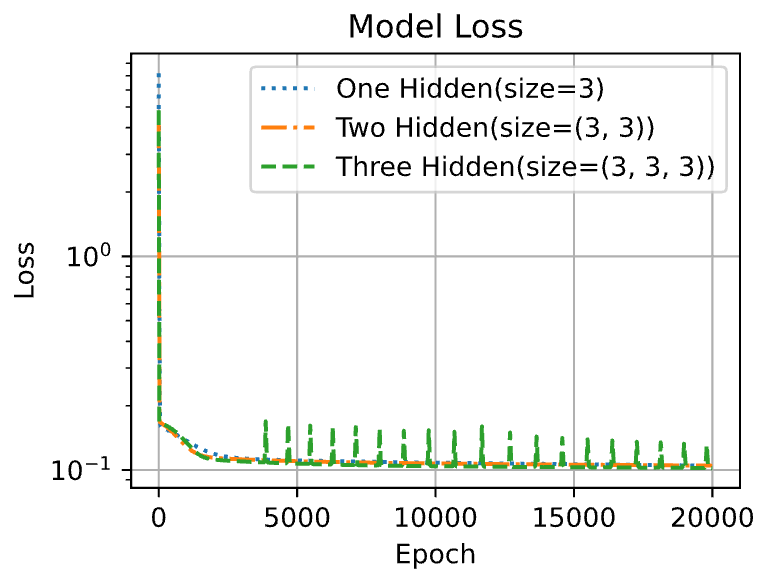 Model Loss
One Hidden(size=3)
Two Hidden(size=(3, 3))
Three Hidden(size=(3, 3, 3))
Loss
10⁰
10⁻¹
0 5000 10000 15000 20000
Epoch